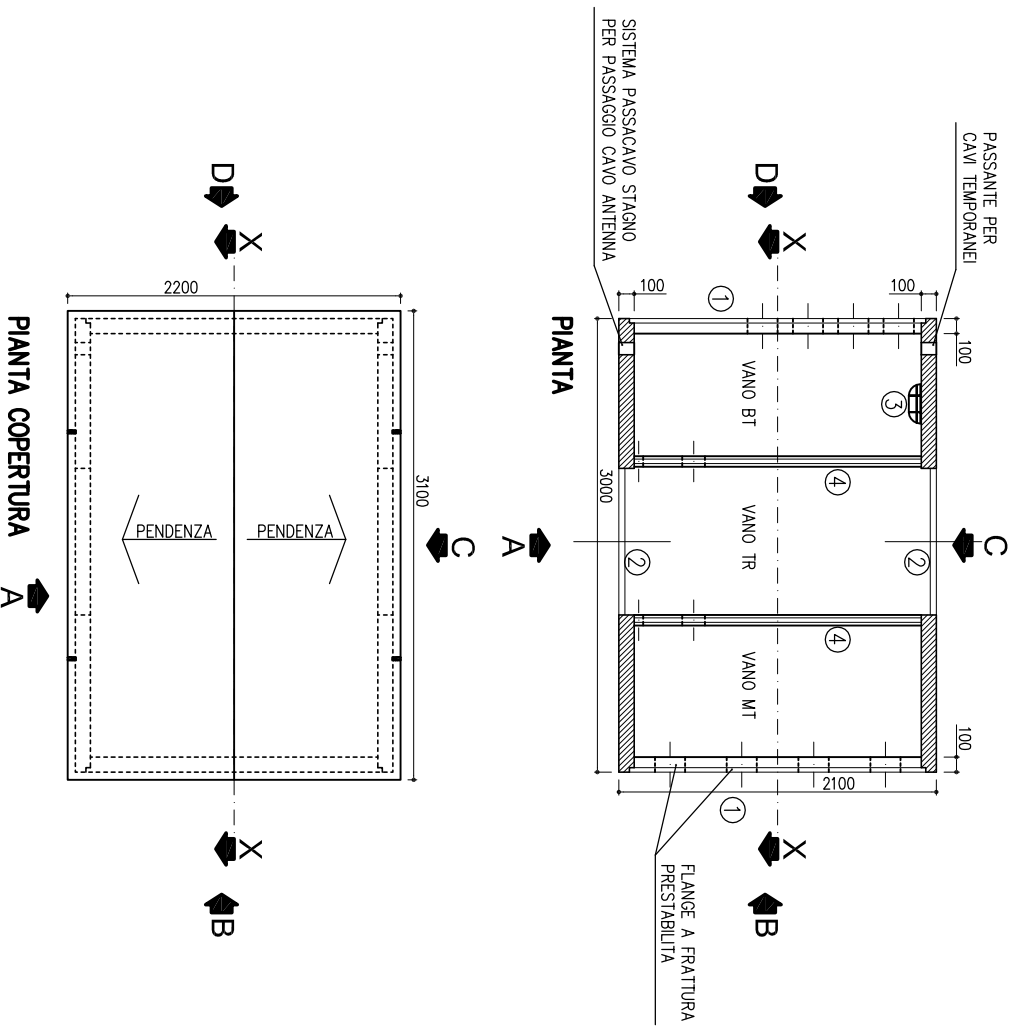 PASSANTE PER
CAVI TEMPORANEI
SISTEMA PASSACAVO STAGNO
PER PASSAGGIO CAVO ANTENNA
D
X
C
A
X
B
100
100
100
100
3000
2100
1
3
4
2
2
4
1
VANO BT
VANO TR
VANO MT
FLANGE A FRATTURA
PRESTABILITA
PIANTA
D
X
C
A
X
B
2200
3100
PENDENZA
PENDENZA
PIANTA COPERTURA